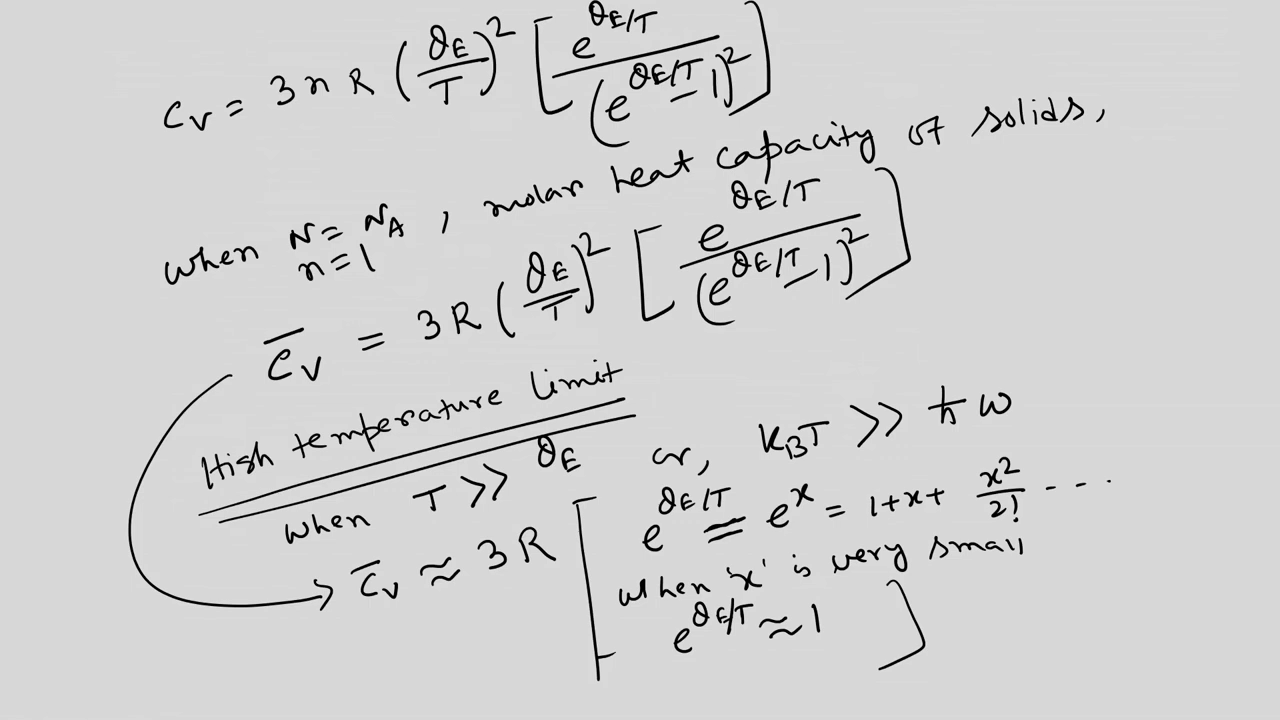 Cv = 3nR (θE/T)² [e^θE/T / (e^θE/T − 1)²]
When N = NA, molar heat capacity of solids,
n = 1
C̄v = 3R (θE/T)² [e^θE/T / (e^θE/T − 1)²]
High temperature limit
When T >> θE or, kBT >> ħω
C̄v ≈ 3R [e^θE/T = e^x = 1+x+ x²/2! - - -
When 'x' is very small
e^θE/T ≈ 1]